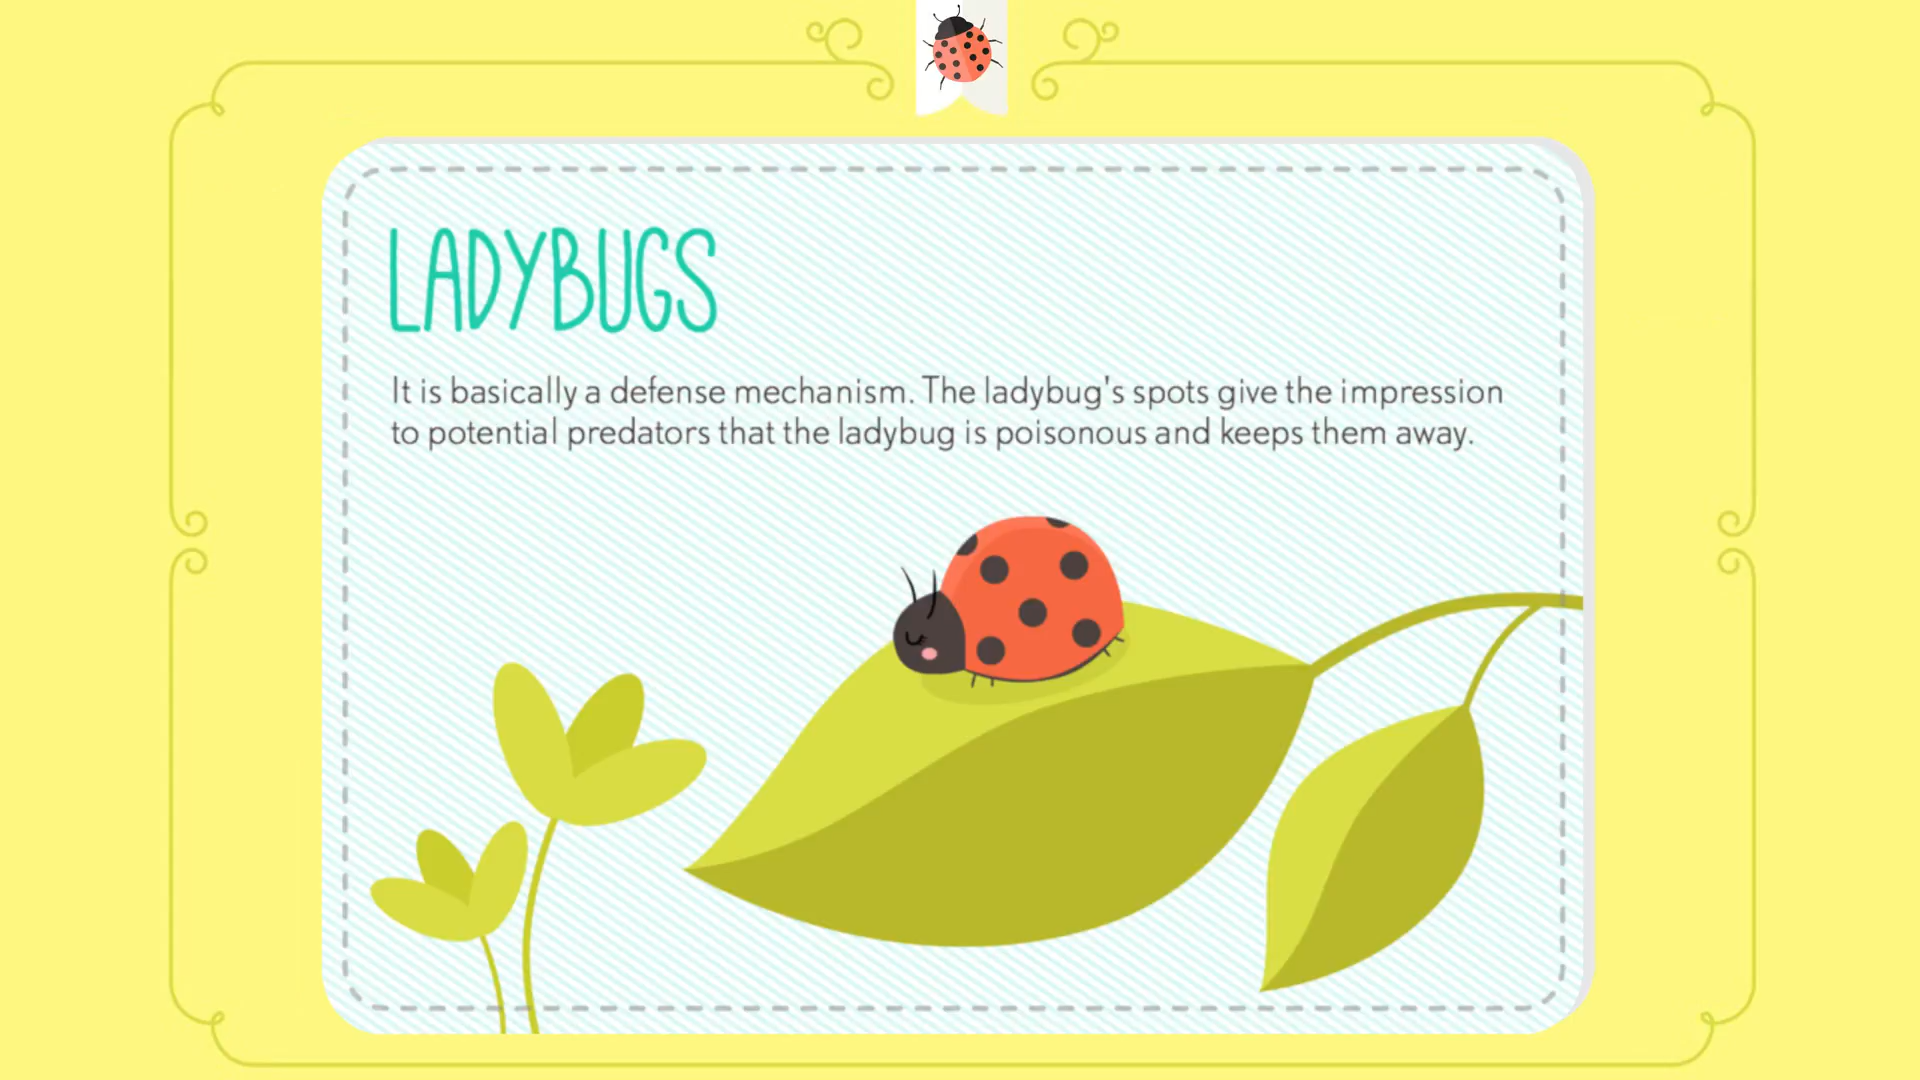 LADYBUGS
It is basically a defense mechanism. The ladybug's spots give the impression
to potential predators that the ladybug is poisonous and keeps them away.